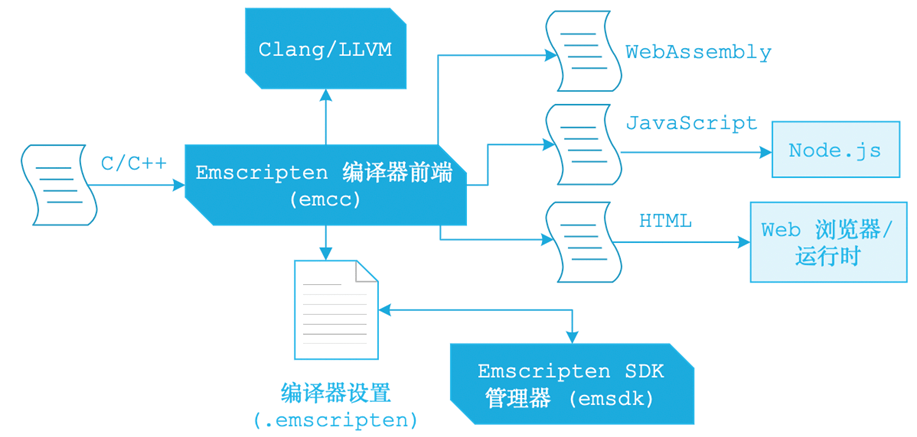 Clang/LLVM
WebAssembly
C/C++
Emscripten 编译器前端
(emcc)
JavaScript
Node.js
HTML
Web 浏览器/
运行时
编译器设置
(.emscripten)
Emscripten SDK
管理器 (emsdk)